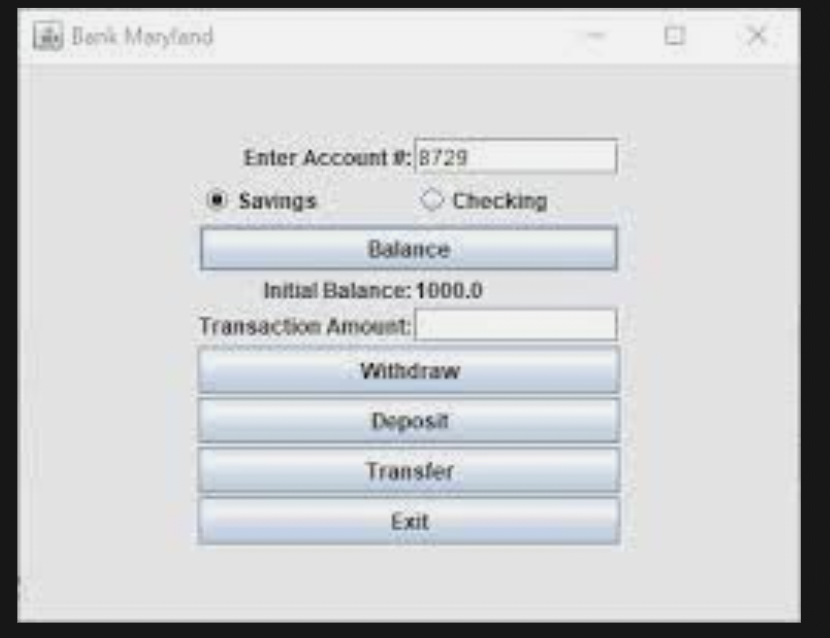 Bank Maryland
Enter Account #: 8729
Savings Checking
Balance
Initial Balance: 1000.0
Transaction Amount:
Withdraw
Deposit
Transfer
Exit